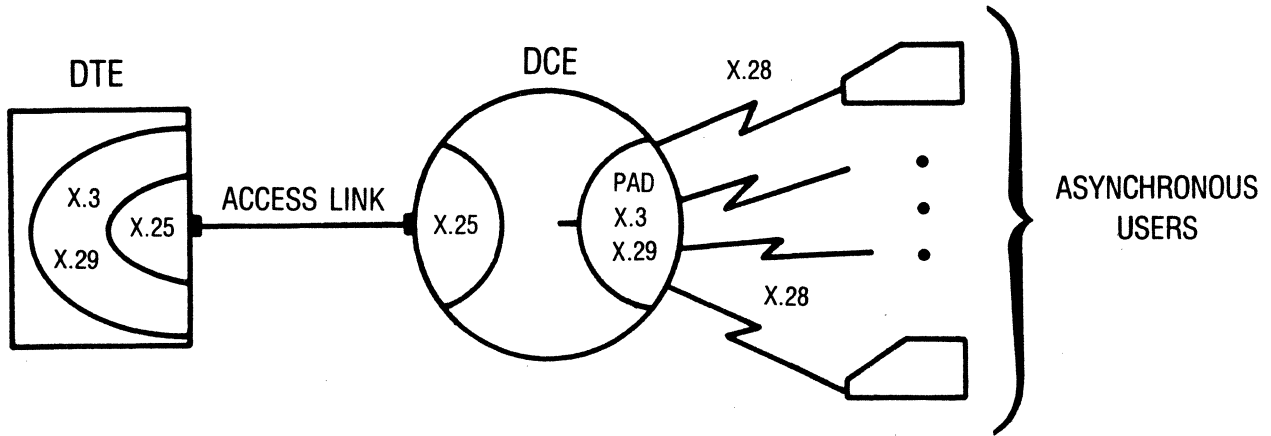 DTE
X.3
X.25
X.29
ACCESS LINK
DCE
X.25
PAD
X.3
X.29
X.28
X.28
ASYNCHRONOUS
USERS